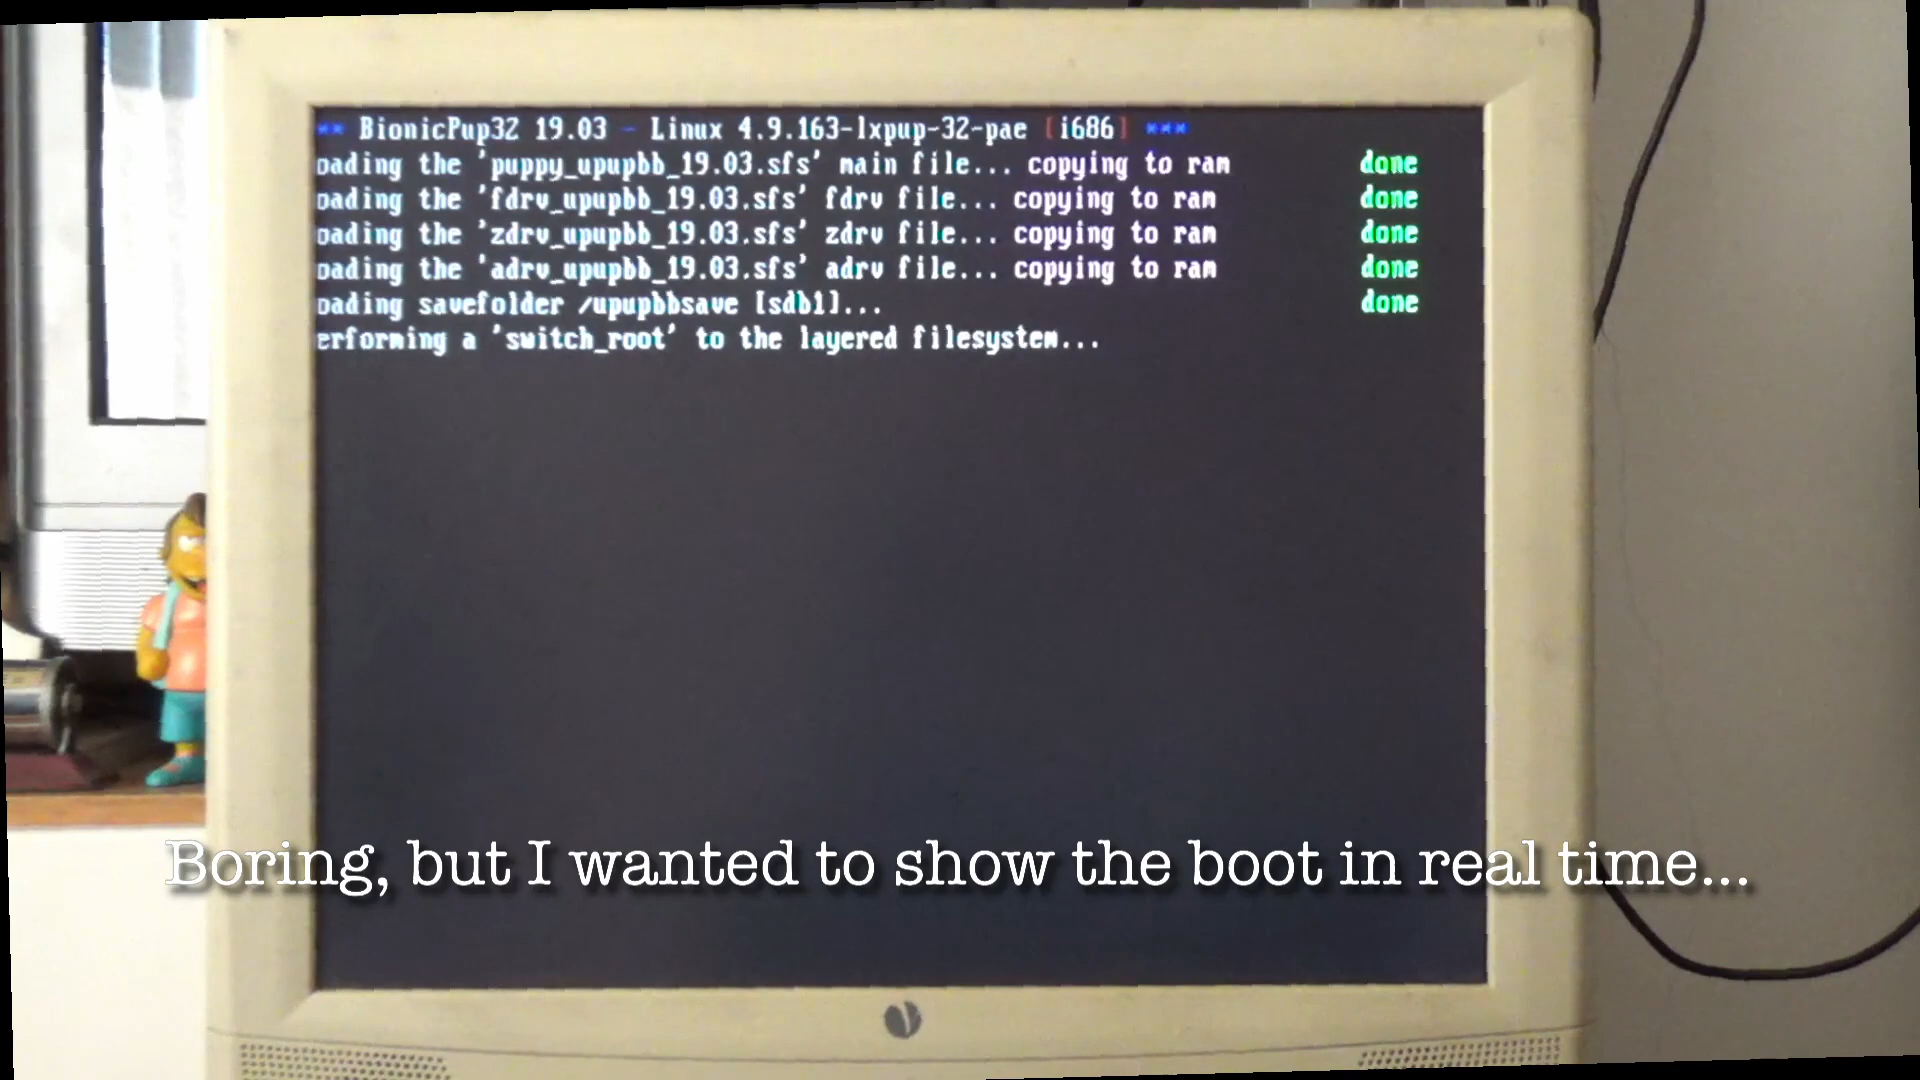 ** BionicPup32 19.03 - Linux 4.9.163-lxpup-32-pae [i686] ***
oading the 'puppy_upupbb_19.03.sfs' main file... copying to ram done
oading the 'fdrv_upupbb_19.03.sfs' fdrv file... copying to ram done
oading the 'zdrv_upupbb_19.03.sfs' zdrv file... copying to ram done
oading the 'adrv_upupbb_19.03.sfs' adrv file... copying to ram done
oading savefolder /upupbbsave [sdb1]... done
erforming a 'switch_root' to the layered filesystem...
Boring, but I wanted to show the boot in real time...